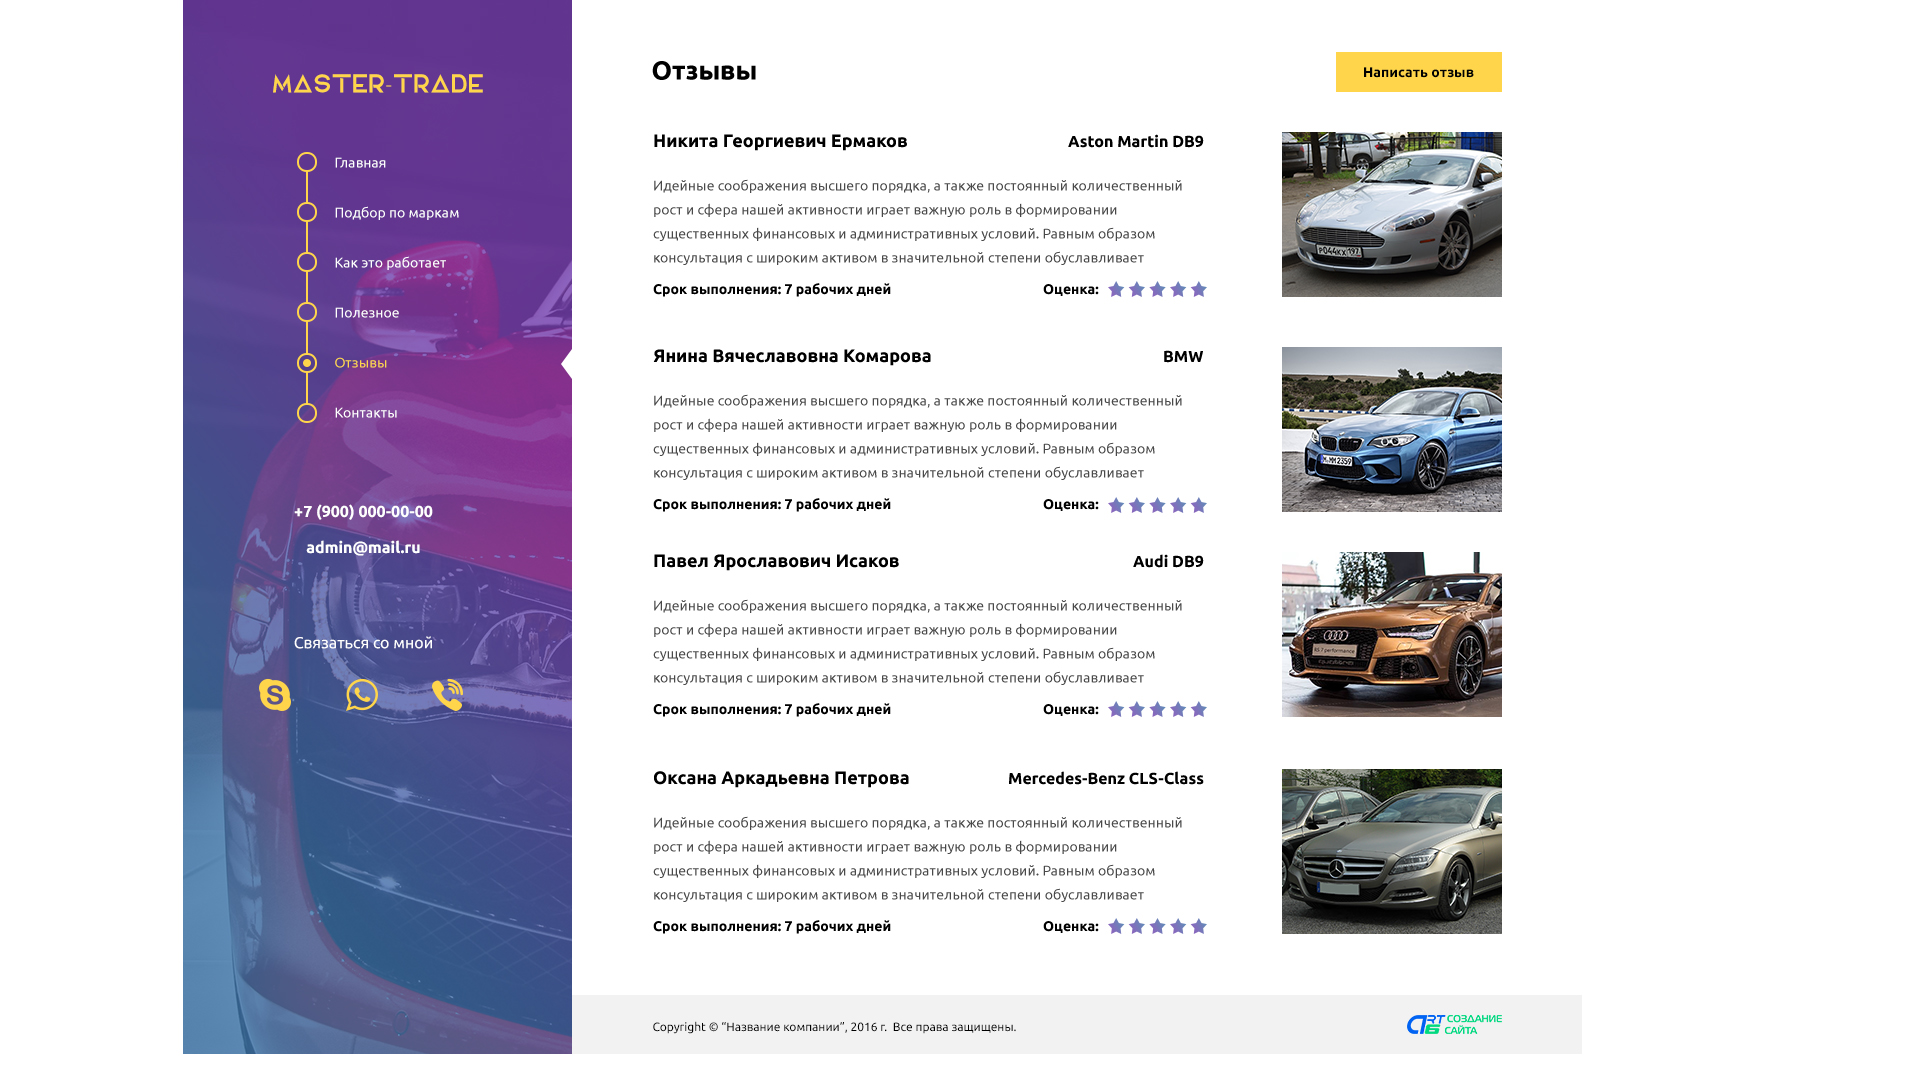 MASTER-TRADE
Главная
Подбор по маркам
Как это работает
Полезное
Отзывы
Контакты
+7 (900) 000-00-00
admin@mail.ru
Связаться со мной
Отзывы
Написать отзыв
Никита Георгиевич Ермаков
Aston Martin DB9
Идейные соображения высшего порядка, а также постоянный количественный
рост и сфера нашей активности играет важную роль в формировании
существенных финансовых и административных условий. Равным образом
консультация с широким активом в значительной степени обуславливает
Срок выполнения: 7 рабочих дней
Оценка:
P044KX 197
Янина Вячеславовна Комарова
BMW
Идейные соображения высшего порядка, а также постоянный количественный
рост и сфера нашей активности играет важную роль в формировании
существенных финансовых и административных условий. Равным образом
консультация с широким активом в значительной степени обуславливает
Срок выполнения: 7 рабочих дней
Оценка:
M MM 2359
Павел Ярославович Исаков
Audi DB9
Идейные соображения высшего порядка, а также постоянный количественный
рост и сфера нашей активности играет важную роль в формировании
существенных финансовых и административных условий. Равным образом
консультация с широким активом в значительной степени обуславливает
Срок выполнения: 7 рабочих дней
Оценка:
RS 7 performance
quattro
Оксана Аркадьевна Петрова
Mercedes-Benz CLS-Class
Идейные соображения высшего порядка, а также постоянный количественный
рост и сфера нашей активности играет важную роль в формировании
существенных финансовых и административных условий. Равным образом
консультация с широким активом в значительной степени обуславливает
Срок выполнения: 7 рабочих дней
Оценка:
Copyright © “Название компании”, 2016 г. Все права защищены.
ART6 СОЗДАНИЕ
САЙТА